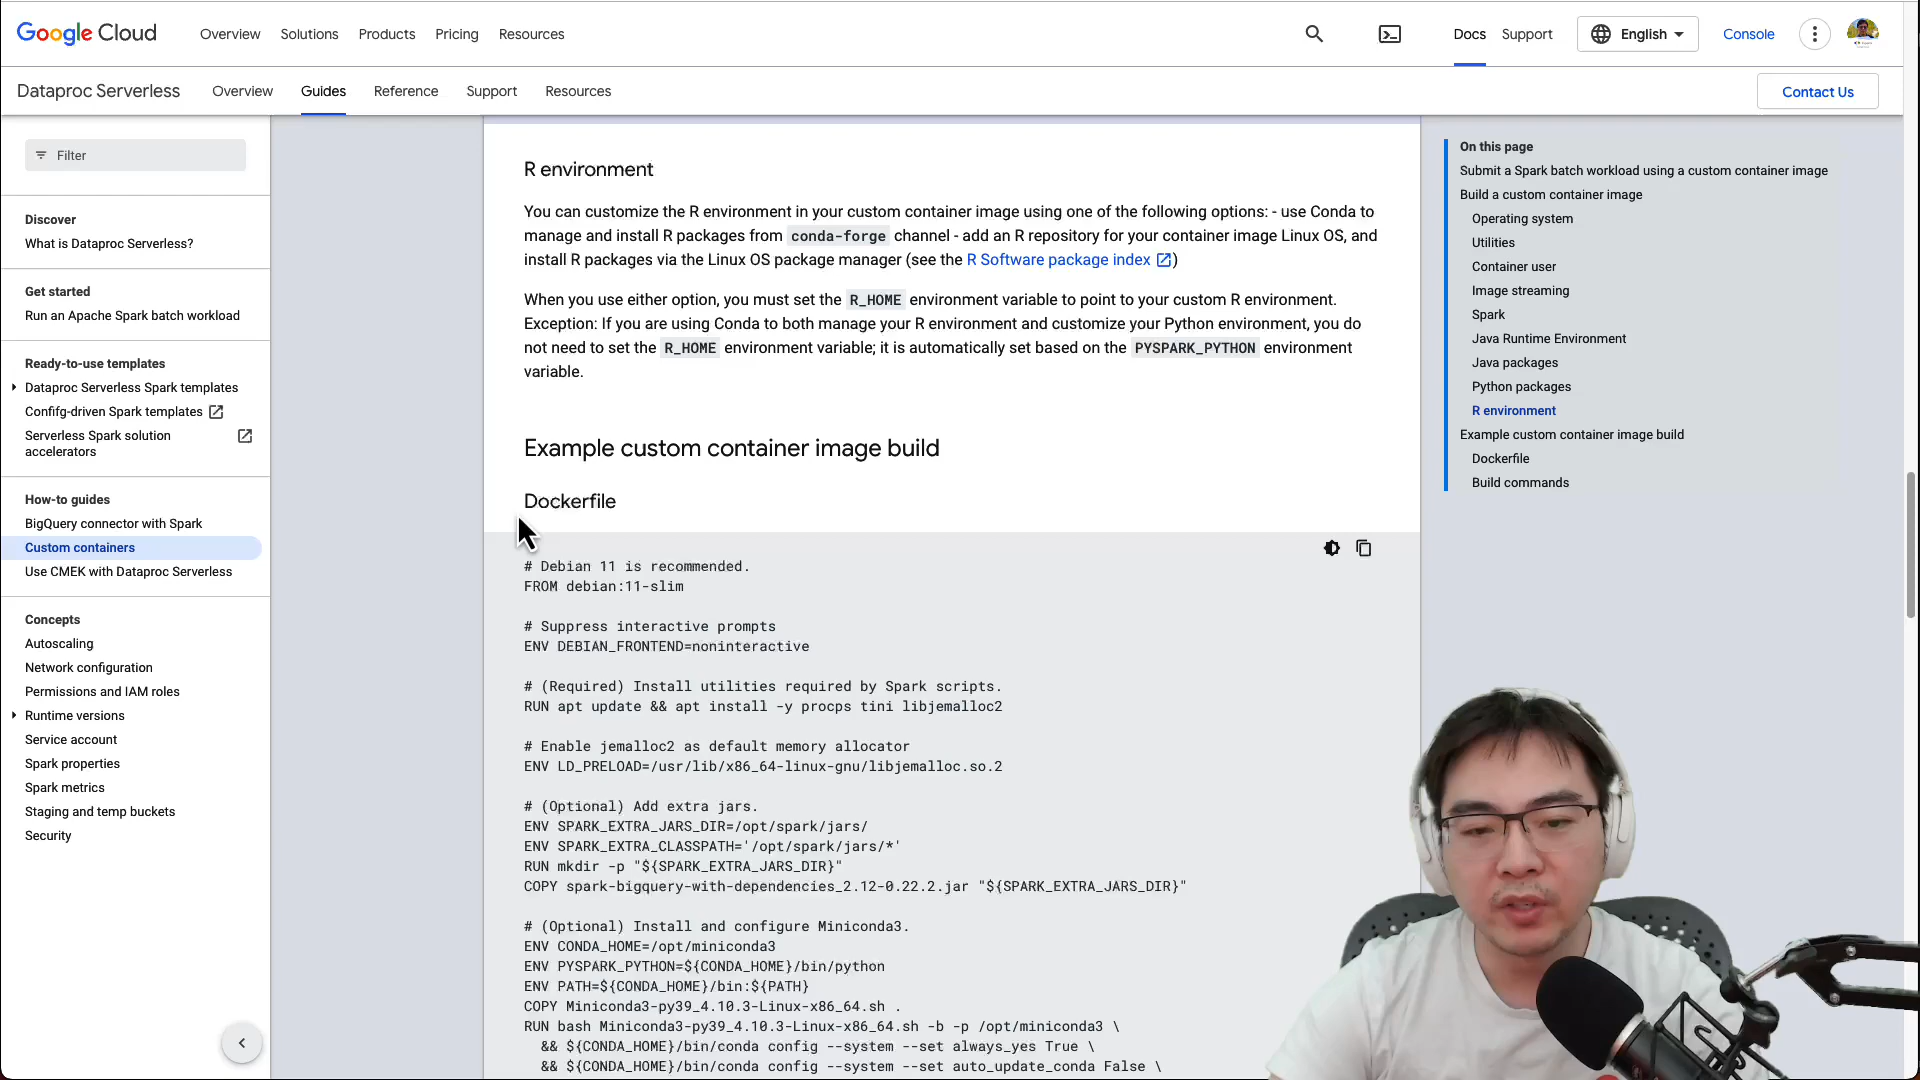 Google Cloud
Overview
Solutions
Products
Pricing
Resources
Docs
Support
English
Console
Dataproc Serverless
Overview
Guides
Reference
Support
Resources
Contact Us
Filter
Discover
What is Dataproc Serverless?
Get started
Run an Apache Spark batch workload
Ready-to-use templates
Dataproc Serverless Spark templates
Confifg-driven Spark templates
Serverless Spark solution
accelerators
How-to guides
BigQuery connector with Spark
Custom containers
Use CMEK with Dataproc Serverless
Concepts
Autoscaling
Network configuration
Permissions and IAM roles
Runtime versions
Service account
Spark properties
Spark metrics
Staging and temp buckets
Security
R environment
You can customize the R environment in your custom container image using one of the following options: - use Conda to
manage and install R packages from conda-forge channel - add an R repository for your container image Linux OS, and
install R packages via the Linux OS package manager (see the R Software package index )
When you use either option, you must set the R_HOME environment variable to point to your custom R environment.
Exception: If you are using Conda to both manage your R environment and customize your Python environment, you do
not need to set the R_HOME environment variable; it is automatically set based on the PYSPARK_PYTHON environment
variable.
Example custom container image build
Dockerfile
# Debian 11 is recommended.
FROM debian:11-slim
# Suppress interactive prompts
ENV DEBIAN_FRONTEND=noninteractive
# (Required) Install utilities required by Spark scripts.
RUN apt update && apt install -y procps tini libjemalloc2
# Enable jemalloc2 as default memory allocator
ENV LD_PRELOAD=/usr/lib/x86_64-linux-gnu/libjemalloc.so.2
# (Optional) Add extra jars.
ENV SPARK_EXTRA_JARS_DIR=/opt/spark/jars/
ENV SPARK_EXTRA_CLASSPATH='/opt/spark/jars/*'
RUN mkdir -p "${SPARK_EXTRA_JARS_DIR}"
COPY spark-bigquery-with-dependencies_2.12-0.22.2.jar "${SPARK_EXTRA_JARS_DIR}"
# (Optional) Install and configure Miniconda3.
ENV CONDA_HOME=/opt/miniconda3
ENV PYSPARK_PYTHON=${CONDA_HOME}/bin/python
ENV PATH=${CONDA_HOME}/bin:${PATH}
COPY Miniconda3-py39_4.10.3-Linux-x86_64.sh .
RUN bash Miniconda3-py39_4.10.3-Linux-x86_64.sh -b -p /opt/miniconda3 \
&& ${CONDA_HOME}/bin/conda config --system --set always_yes True \
&& ${CONDA_HOME}/bin/conda config --system --set auto_update_conda False \
On this page
Submit a Spark batch workload using a custom container image
Build a custom container image
Operating system
Utilities
Container user
Image streaming
Spark
Java Runtime Environment
Java packages
Python packages
R environment
Example custom container image build
Dockerfile
Build commands